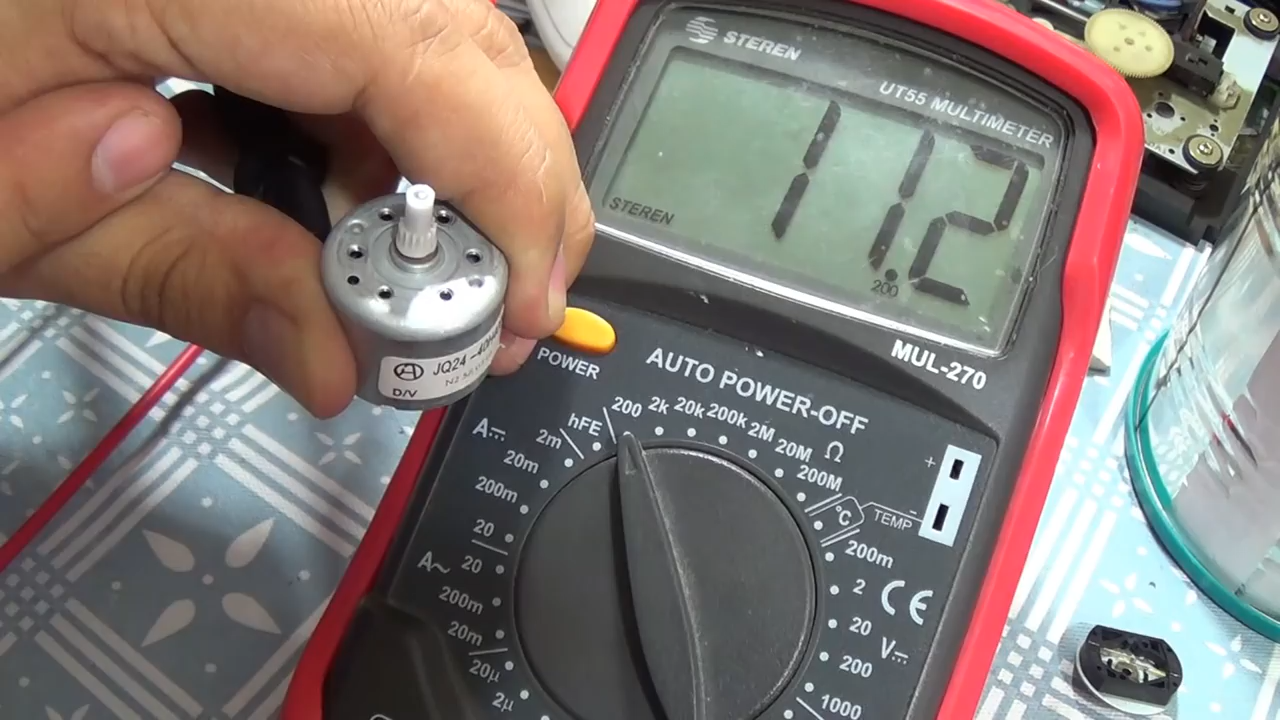 STEREN
UT55 MULTIMETER
11.2
STEREN
200
MUL-270
POWER
AUTO POWER-OFF
JQ24
D/V
hFE
200
2k
20k
200k
2M
20M
Ω
200M
°C
TEMP
+
-
A⎓
2m
20m
200m
20
A~
20
200m
20m
20μ
2μ
200m
2
20
V⎓
200
1000
CE